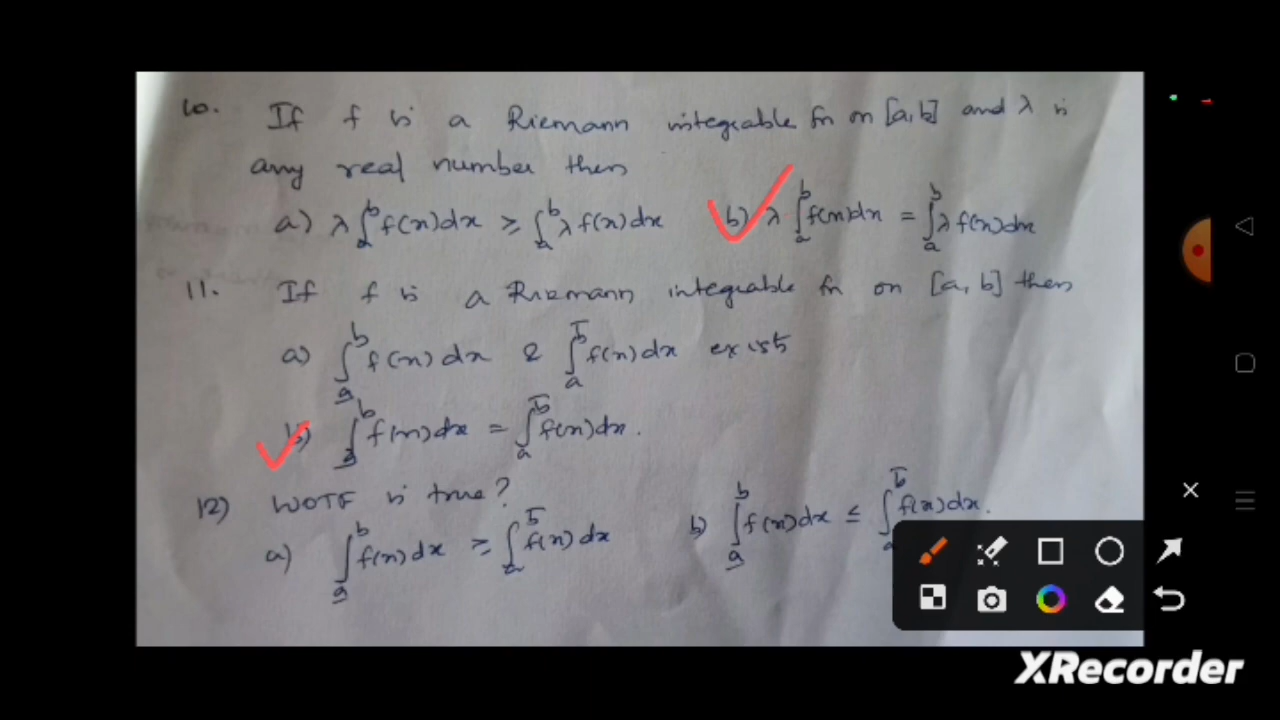 10. If f is a Riemann integrable fn on [a,b] and λ is
any real number then
a) λ∫_a^b f(x)dx ≥ ∫_a^b λ f(x)dx b) λ ∫_a^b f(x)dx = ∫_a^b λ f(x)dx
11. If f is a Riemann integrable fn on [a, b] then
a) ∫_a̲^b f(x) dx & ∫_a^b̅ f(x) dx exist
b) ∫_a̲^b f(x) dx = ∫_a^b̅ f(x) dx.
12) WOTF is true?
a) ∫_a̲^b f(x) dx ≥ ∫_a^b̅ f(x) dx b) ∫_a̲^b f(x) dx ≤ ∫_a^b̅ f(x) dx.
XRecorder